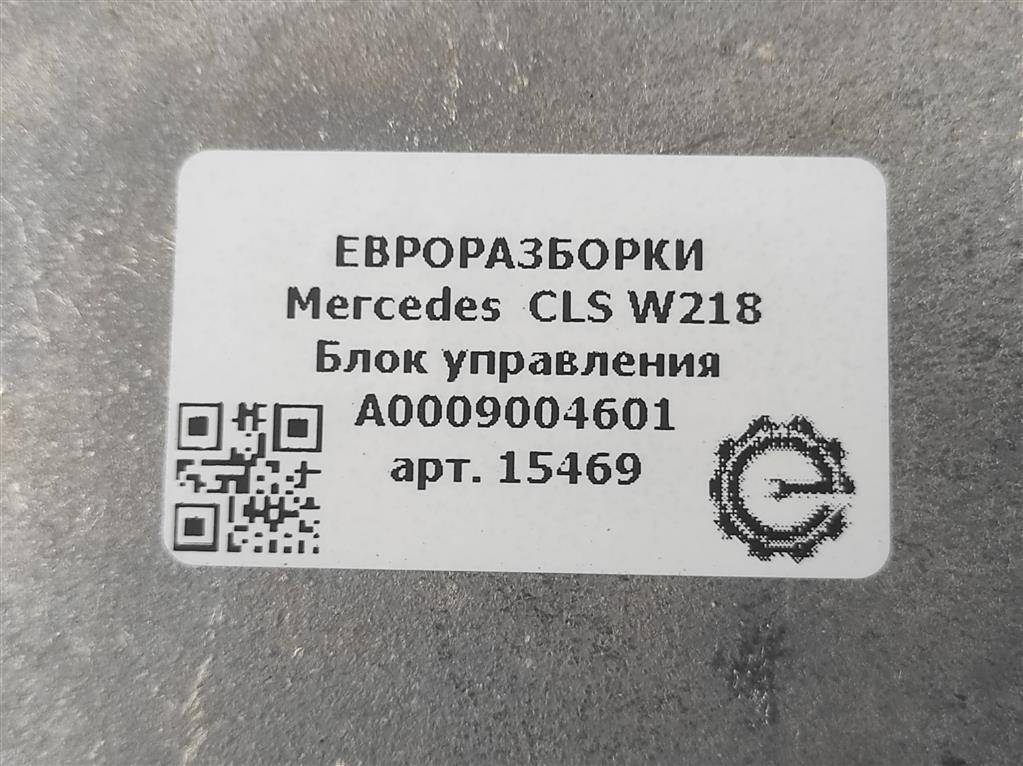 ЕВРОРАЗБОРКИ
Mercedes CLS W218
Блок управления
A0009004601
арт. 15469